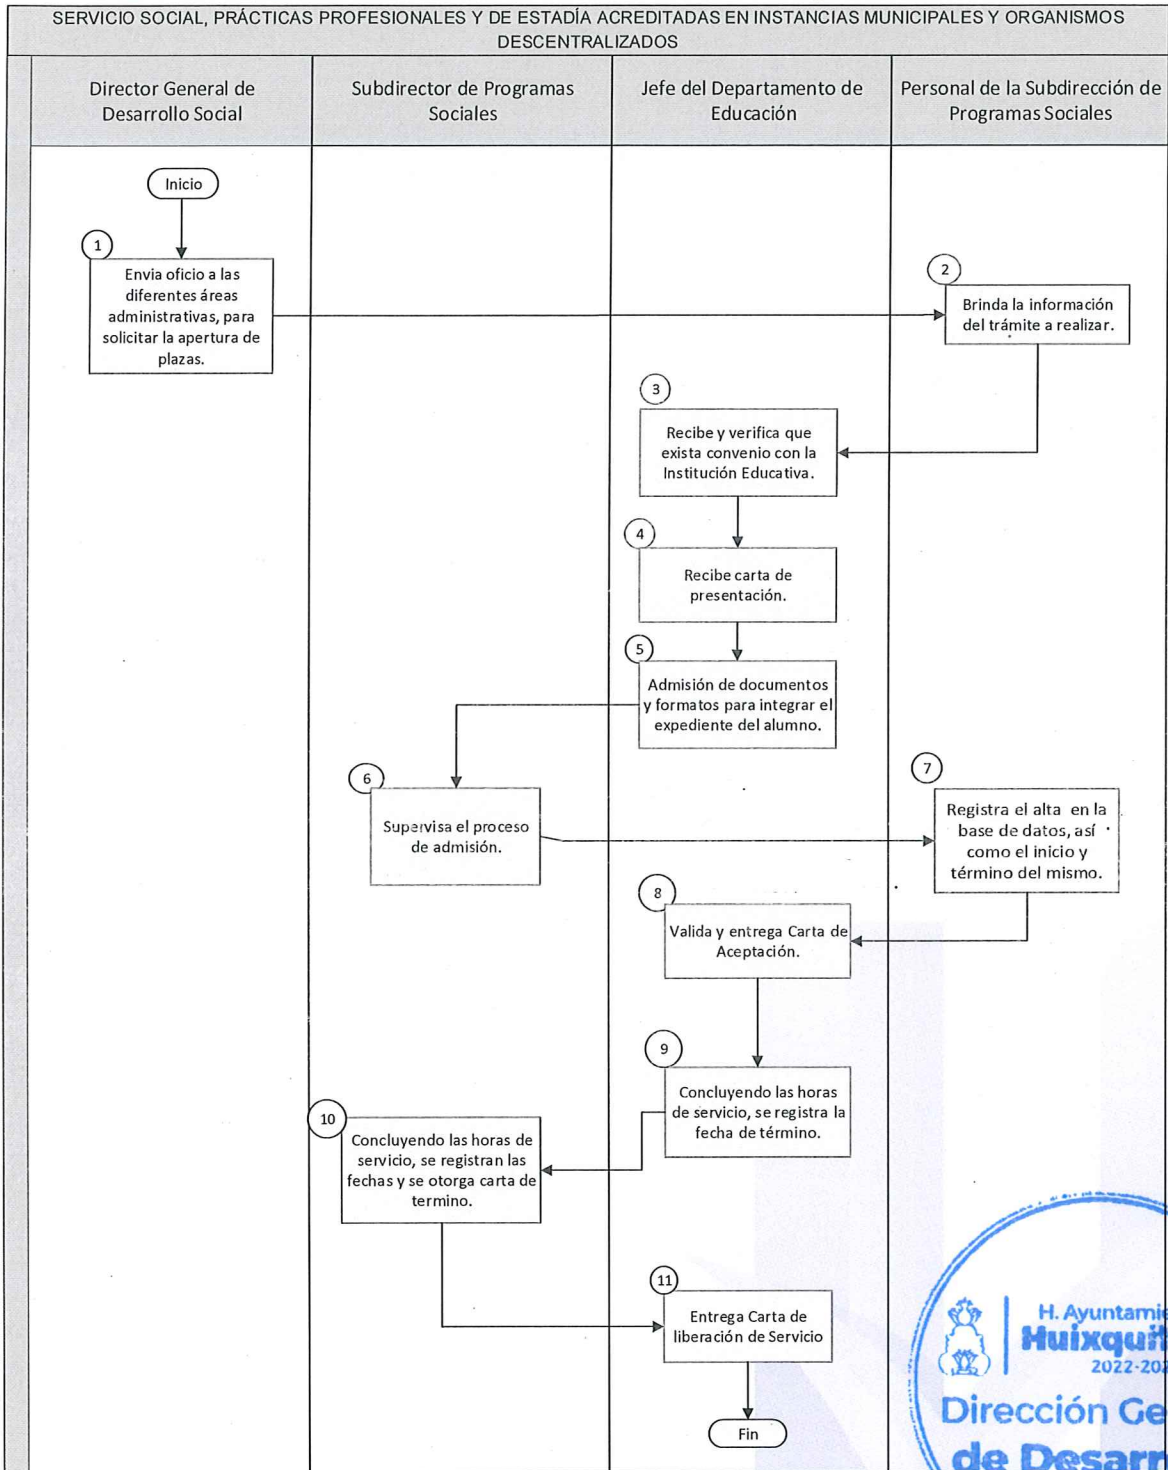 SERVICIO SOCIAL, PRÁCTICAS PROFESIONALES Y DE ESTADÍA ACREDITADAS EN INSTANCIAS MUNICIPALES Y ORGANISMOS
DESCENTRALIZADOS
Director General de
Desarrollo Social
Subdirector de Programas
Sociales
Jefe del Departamento de
Educación
Personal de la Subdirección de
Programas Sociales
Inicio
1
Envia oficio a las
diferentes áreas
administrativas, para
solicitar la apertura de
plazas.
2
Brinda la información
del trámite a realizar.
3
Recibe y verifica que
exista convenio con la
Institución Educativa.
4
Recibe carta de
presentación.
5
Admisión de documentos
y formatos para integrar el
expediente del alumno.
6
Supervisa el proceso
de admisión.
7
Registra el alta en la
base de datos, así
como el inicio y
término del mismo.
8
Valida y entrega Carta de
Aceptación.
9
Concluyendo las horas
de servicio, se registra la
fecha de término.
10
Concluyendo las horas de
servicio, se registran las
fechas y se otorga carta de
termino.
11
Entrega Carta de
liberación de Servicio
Fin
H. Ayuntamie
Huixqui
2022-202
Dirección Ge
de Desarr